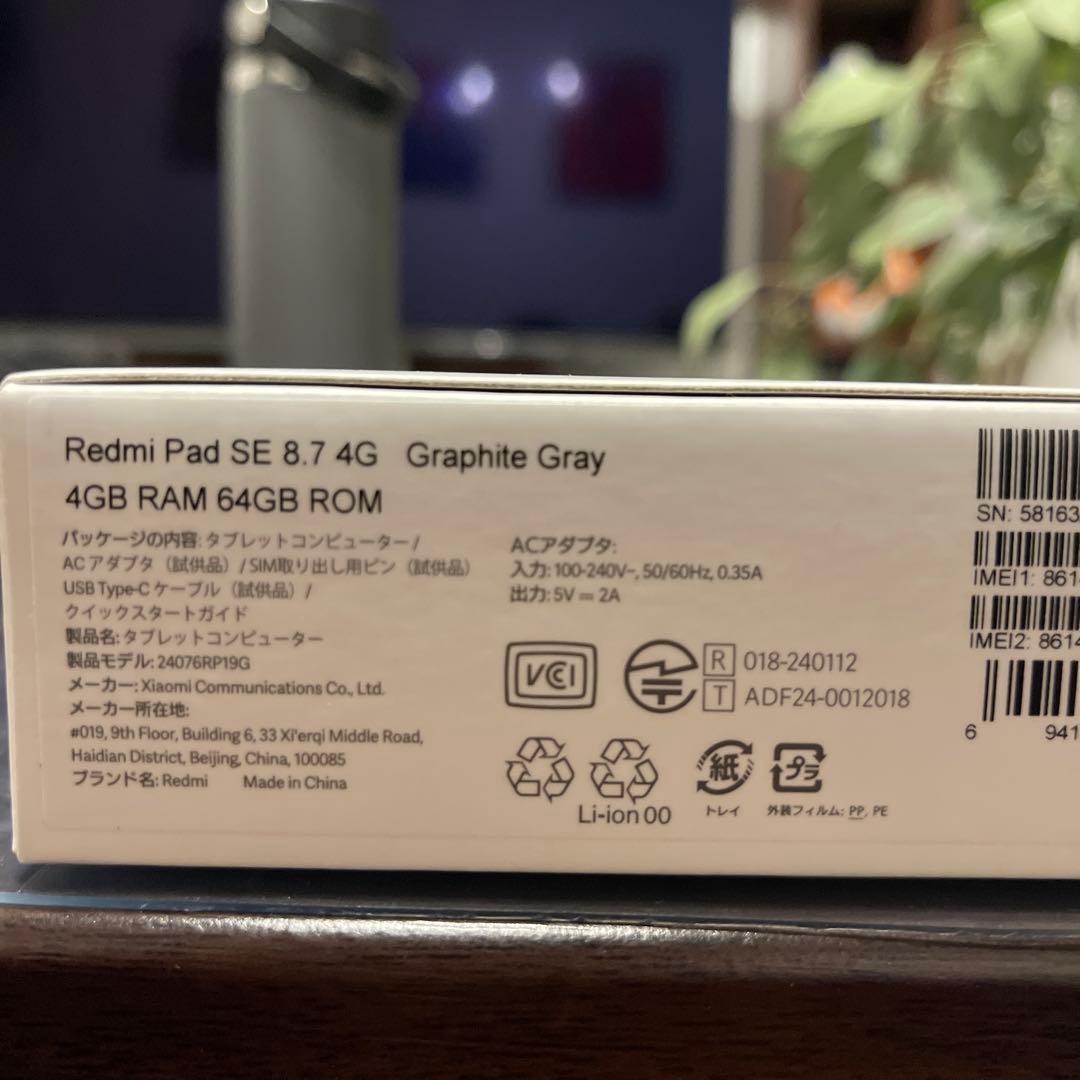 Redmi Pad SE 8.7 4G Graphite Gray
4GB RAM 64GB ROM
パッケージの内容: タブレットコンピューター /
ACアダプタ（試供品）/ SIM取り出し用ピン（試供品）
USB Type-C ケーブル（試供品）/
クイックスタートガイド
製品名: タブレットコンピューター
製品モデル: 24076RP19G
メーカー: Xiaomi Communications Co., Ltd.
メーカー所在地:
#019, 9th Floor, Building 6, 33 Xi'erqi Middle Road,
Haidian District, Beijing, China, 100085
ブランド名: Redmi Made in China
ACアダプタ:
入力: 100-240V~, 50/60Hz, 0.35A
出力: 5V ⎓ 2A
VCCI
R 018-240112
T ADF24-0012018
Li-ion 00
紙
トレイ
プラ
外装フィルム: PP, PE
SN: 58163
IMEI1: 861
IMEI2: 8614
6 941